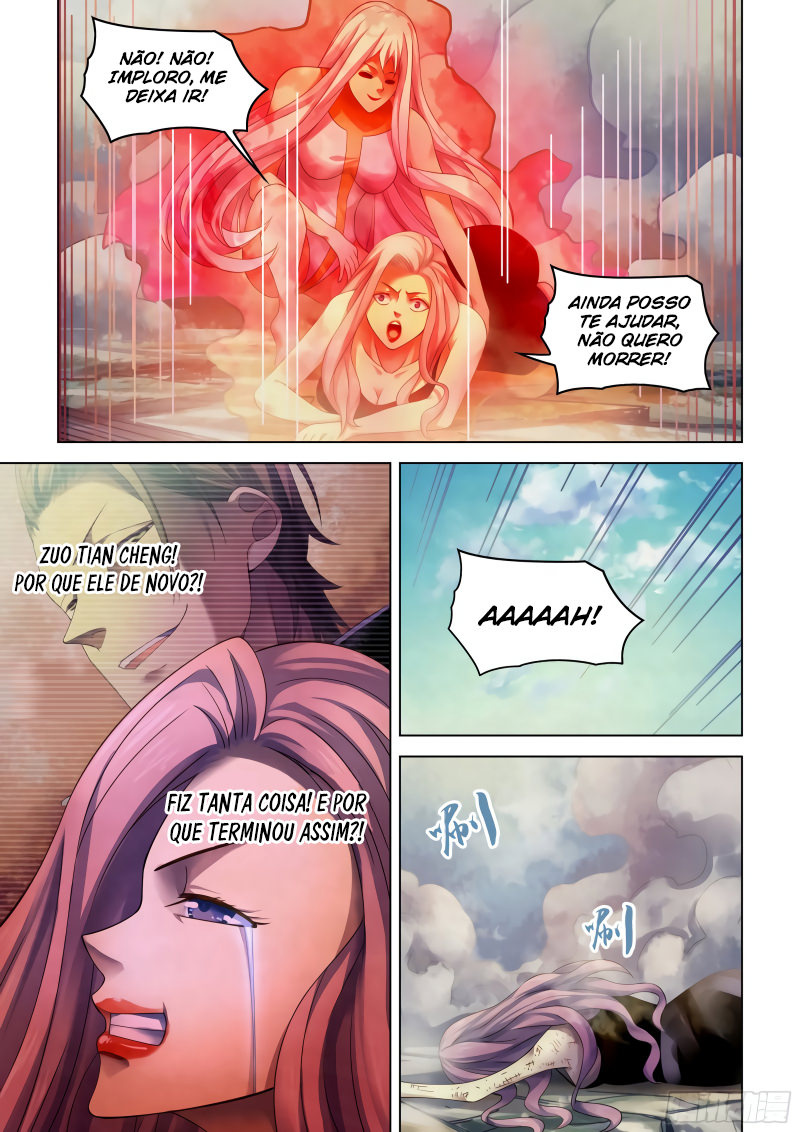 NÃO! NÃO!
IMPLORO, ME
DEIXA IR!
AINDA POSSO
TE AJUDAR,
NÃO QUERO
MORRER!
ZUO TIAN CHENG!
POR QUE ELE DE NOVO?!
FIZ TANTA COISA! E POR
QUE TERMINOU ASSIM?!
AAAAAH!
唰
唰